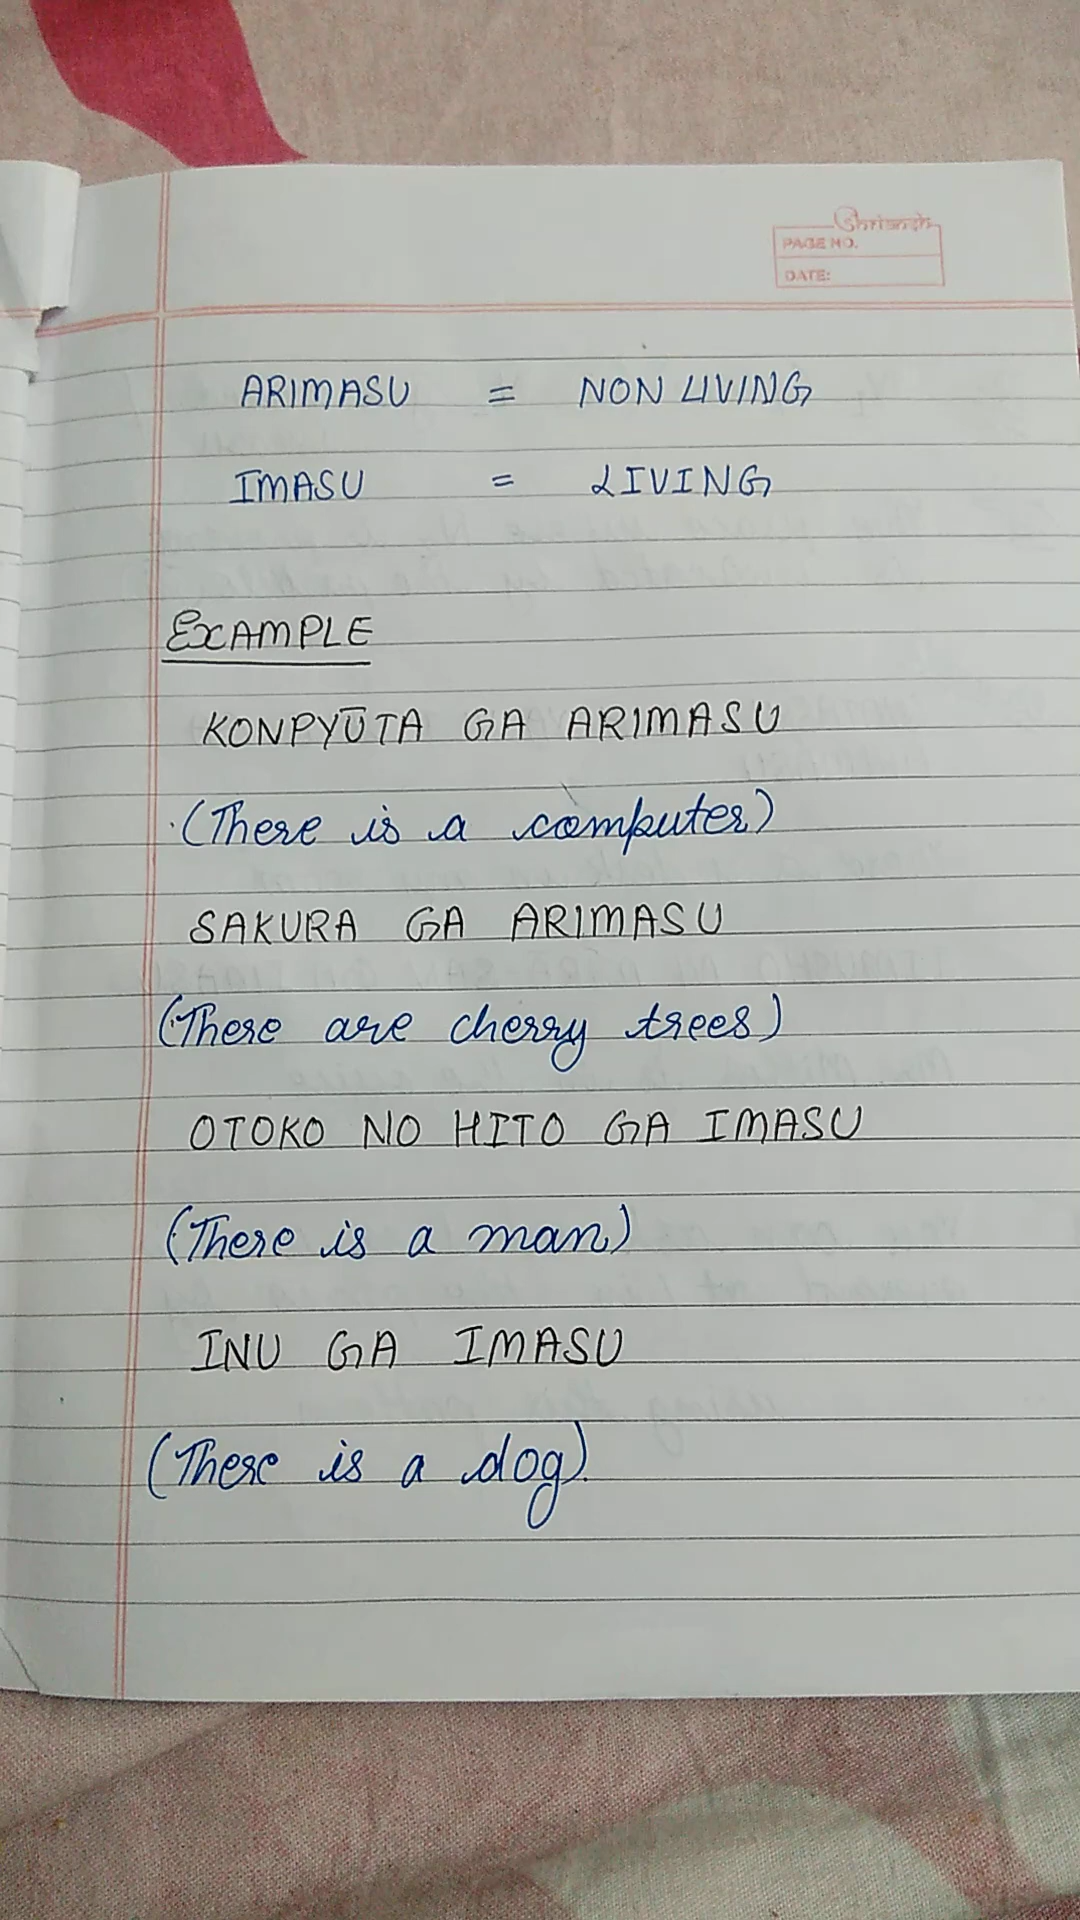 Shriansh
PAGE NO.
DATE:
ARIMASU = NON LIVING
IMASU = LIVING
EXAMPLE
KONPYŪTA GA ARIMASU
(There is a computer)
SAKURA GA ARIMASU
(There are cherry trees)
OTOKO NO HITO GA IMASU
(There is a man)
INU GA IMASU
(There is a dog).